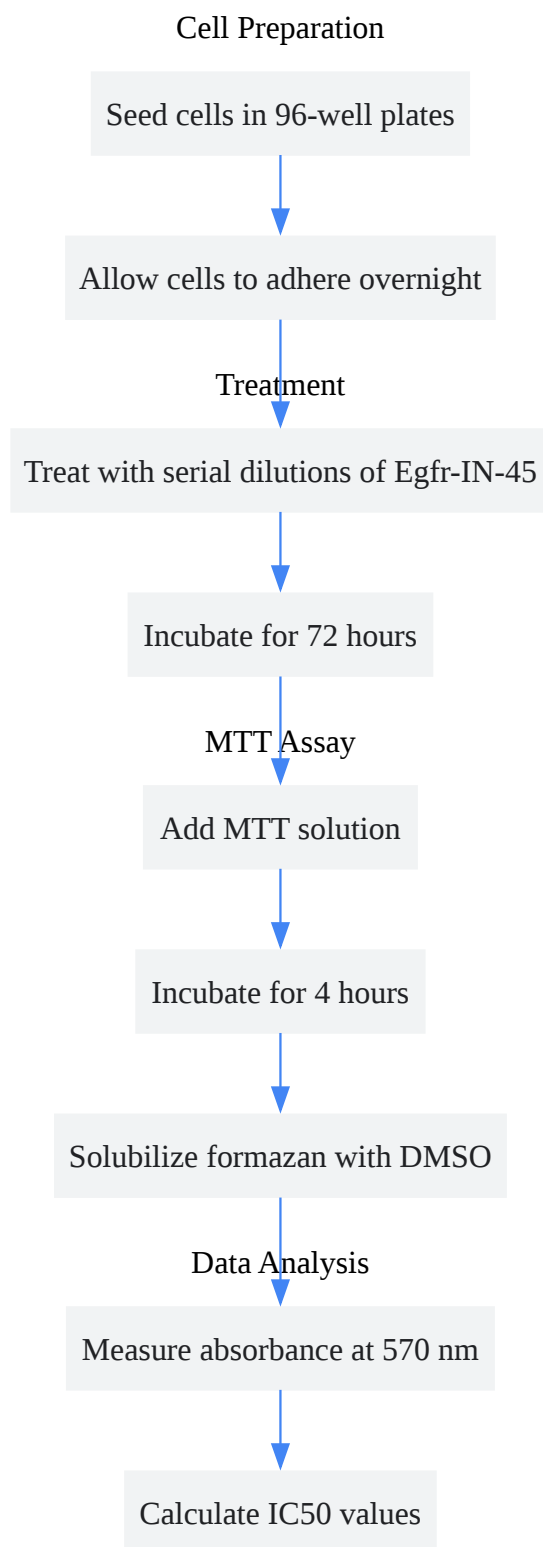 Cell Preparation
Seed cells in 96-well plates
Allow cells to adhere overnight
Treatment
Treat with serial dilutions of Egfr-IN-45
Incubate for 72 hours
MTT Assay
Add MTT solution
Incubate for 4 hours
Solubilize formazan with DMSO
Data Analysis
Measure absorbance at 570 nm
Calculate IC50 values